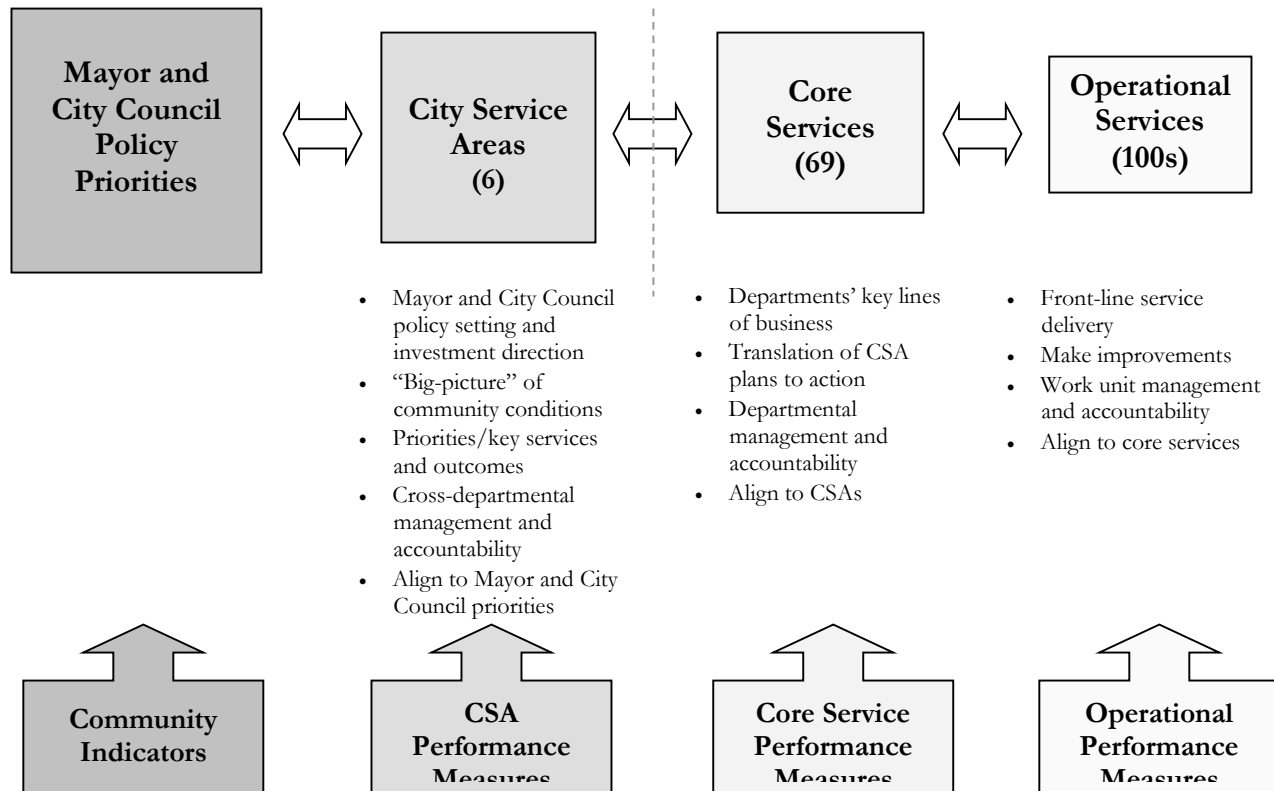 Mayor and
City Council
Policy
Priorities
City Service
Areas
(6)
Core
Services
(69)
Operational
Services
(100s)
• Mayor and City Council
policy setting and
investment direction
• “Big-picture” of
community conditions
• Priorities/key services
and outcomes
• Cross-departmental
management and
accountability
• Align to Mayor and City
Council priorities
• Departments’ key lines
of business
• Translation of CSA
plans to action
• Departmental
management and
accountability
• Align to CSAs
• Front-line service
delivery
• Make improvements
• Work unit management
and accountability
• Align to core services
Community
Indicators
CSA
Performance
Measures
Core Service
Performance
Measures
Operational
Performance
Measures